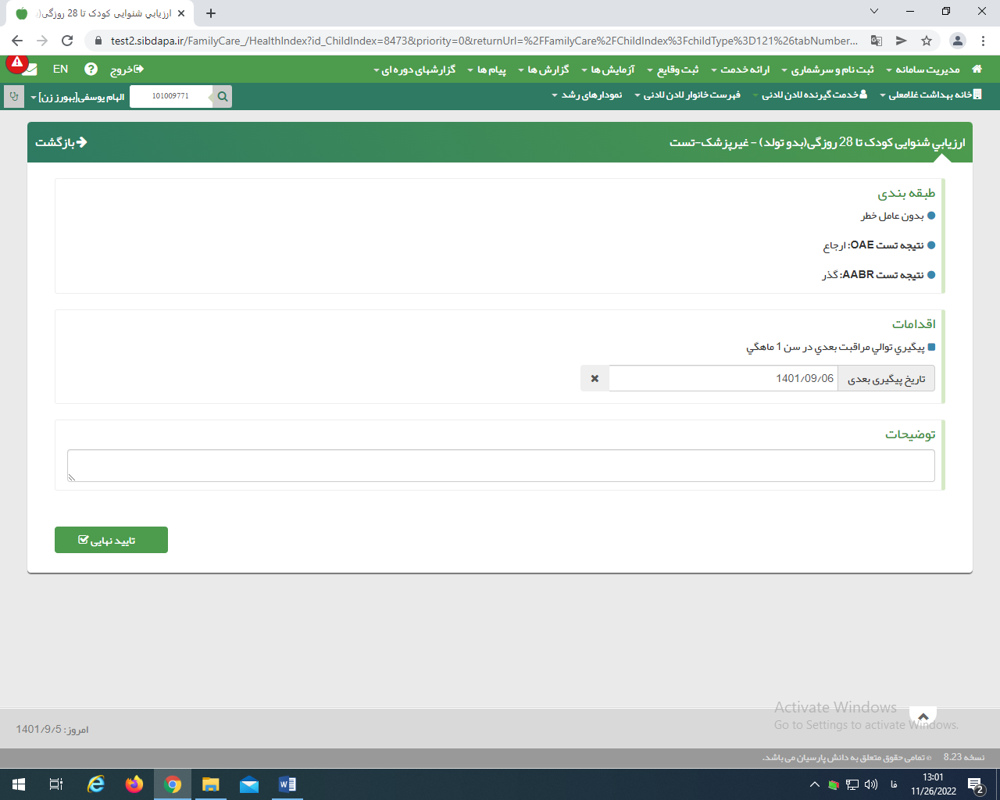 ارزيابي شنوایی کودک تا 28 روزگی(
test2.sibdapa.ir/FamilyCare_/HealthIndex?id_ChildIndex=8473&priority=0&returnUrl=%2FFamilyCare%2FChildIndex%3FchildType%3D121%26tabNumber...
مدیریت سامانه ثبت نام و سرشماری ارائه خدمت ثبت وقایع آزمایش ها گزارش ها پیام ها گزارشهای دوره ای خروج EN
خانه بهداشت غلامعلی خدمت گیرنده لادن لادنی فهرست خانوار لادن لادنی نمودارهای رشد 101009771 الهام یوسفی[بهورز زن]
ارزيابي شنوایی کودک تا 28 روزگی(بدو تولد) - غیرپزشک-تست
بازگشت
طبقه بندی
بدون عامل خطر
نتیجه تست OAE: ارجاع
نتیجه تست AABR: گذر
اقدامات
پيگيري توالي مراقبت بعدي در سن 1 ماهگي
تاریخ پیگیری بعدی 1401/09/06
توضیحات
تایید نهایی
Activate Windows
Go to Settings to activate Windows.
امروز: 1401/9/5
نسخه 8.23 © تمامی حقوق متعلق به دانش پارسیان می باشد.
فا
13:01
11/26/2022
2